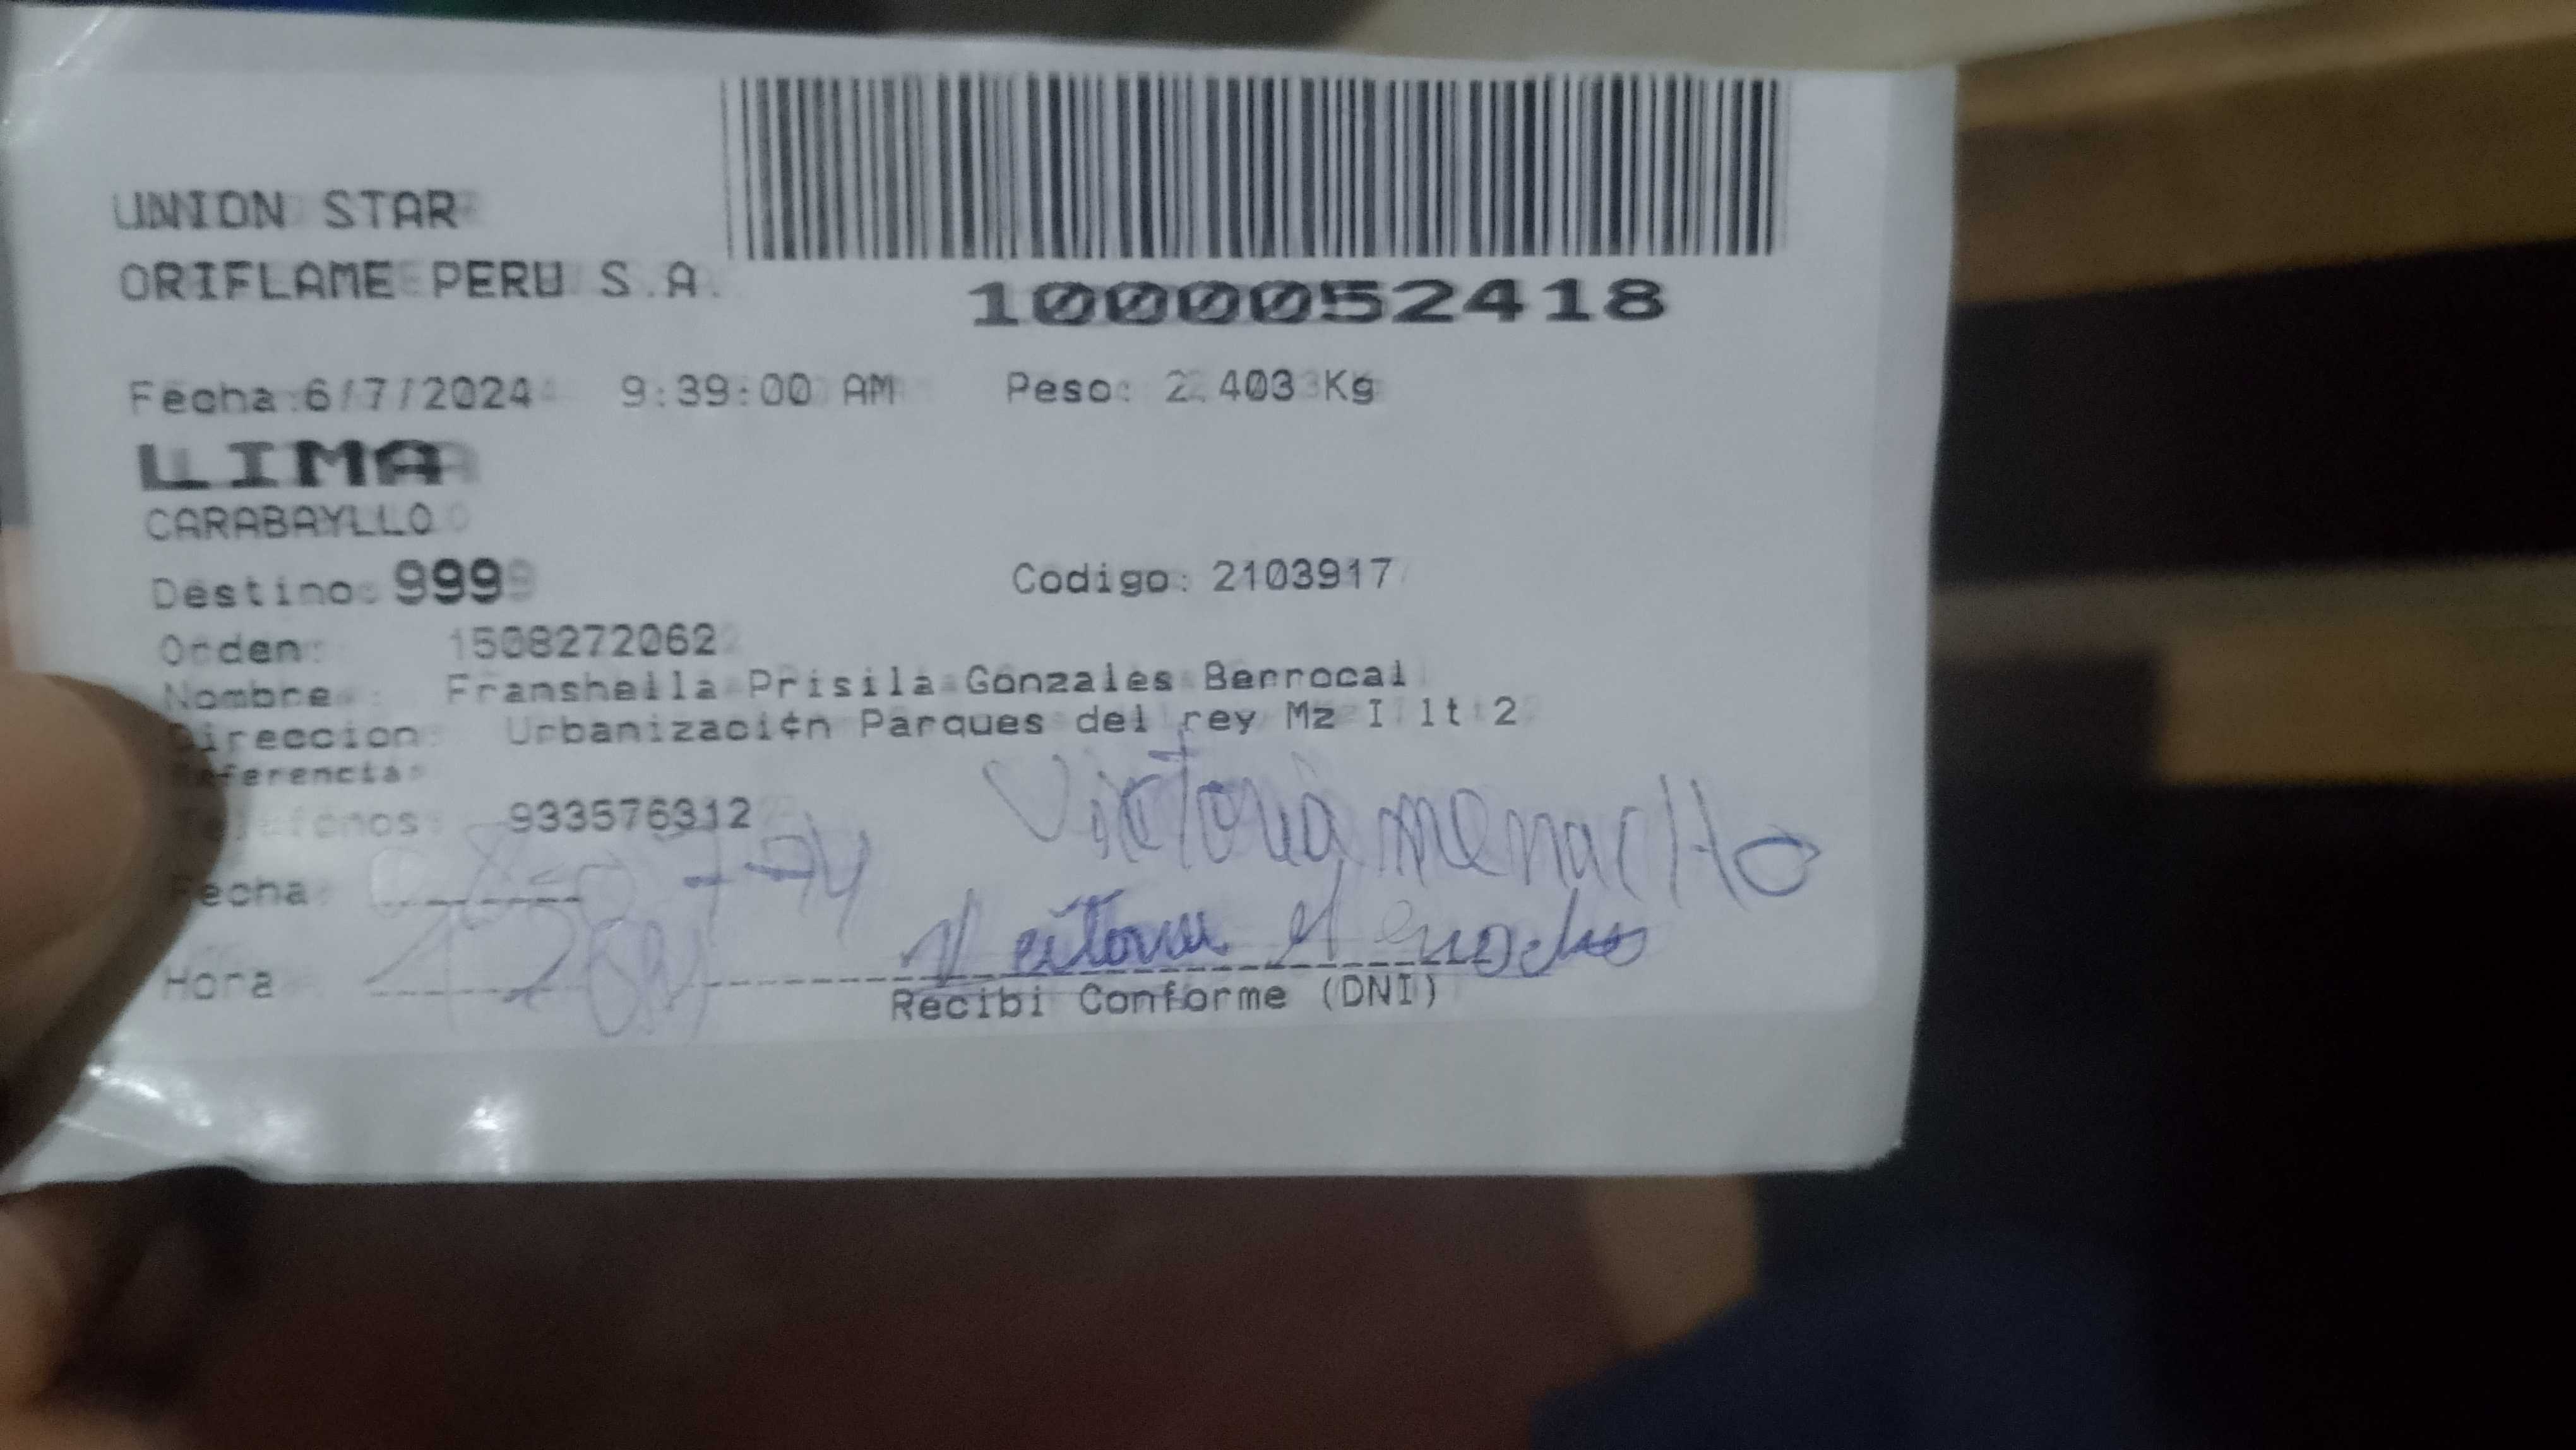 UNION STAR
ORIFLAME PERU S.A.
1000052418
Fecha:6/7/2024 9:39:00 AM Peso: 2.403 Kg
LIMA
CARABAYLLO
Destino: 999 Codigo: 2103917
Orden: 1508272062
Nombre : Fransheila Prisila Gonzales Berrocal
Direccion: Urbanizaci¢n Parques del rey Mz I lt 2
Referencia:
Telefonos: 933576312
Victoria menacHo
Fecha:
Hora
Recibi Conforme (DNI)